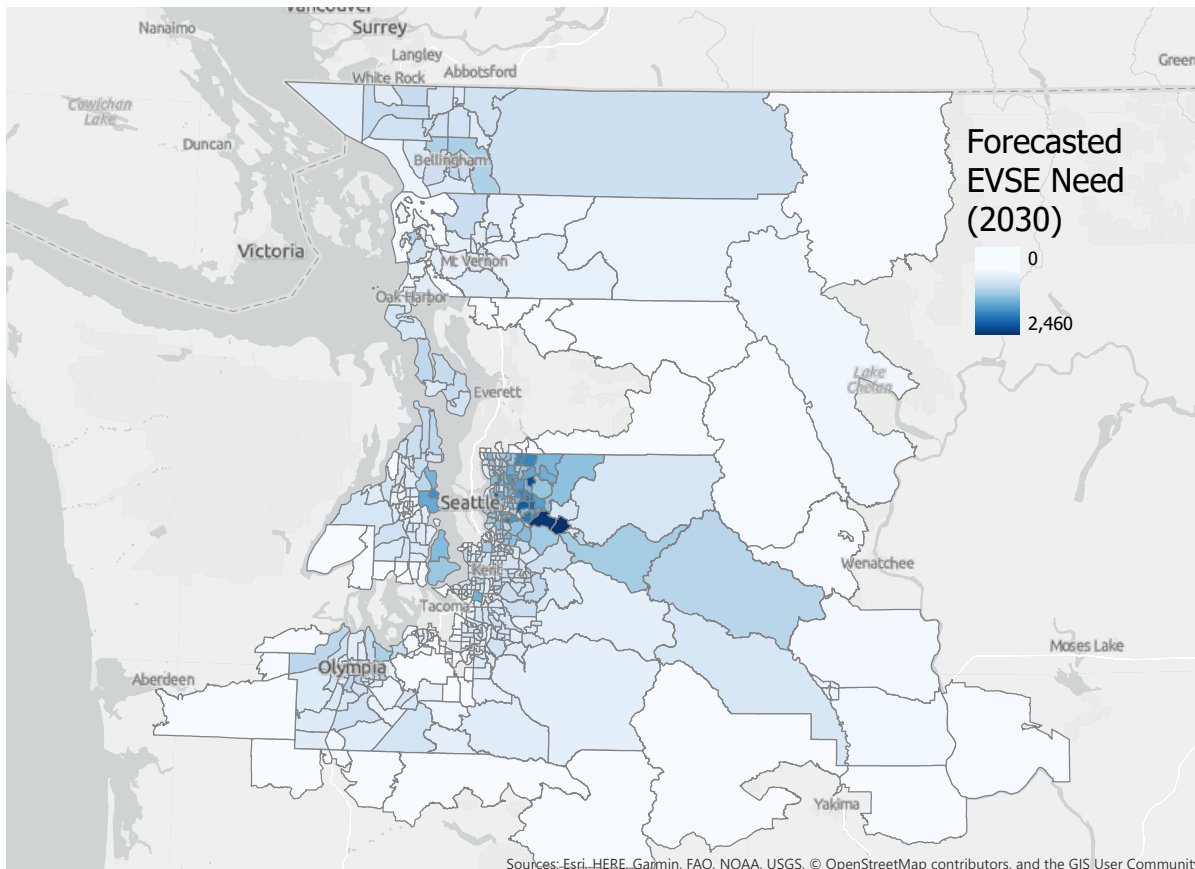 Vancouver
Nanaimo
Surrey
Langley
White Rock
Abbotsford
Green
Cowichan
Lake
Duncan
Bellingham
Forecasted
EVSE Need
(2030)
0
2,460
Victoria
Mt Vernon
Oak Harbor
Lake
Chelan
Everett
Seattle
Kent
Wenatchee
Tacoma
Olympia
Moses Lake
Aberdeen
Yakima
Sources: Esri, HERE, Garmin, FAO, NOAA, USGS, © OpenStreetMap contributors, and the GIS User Community